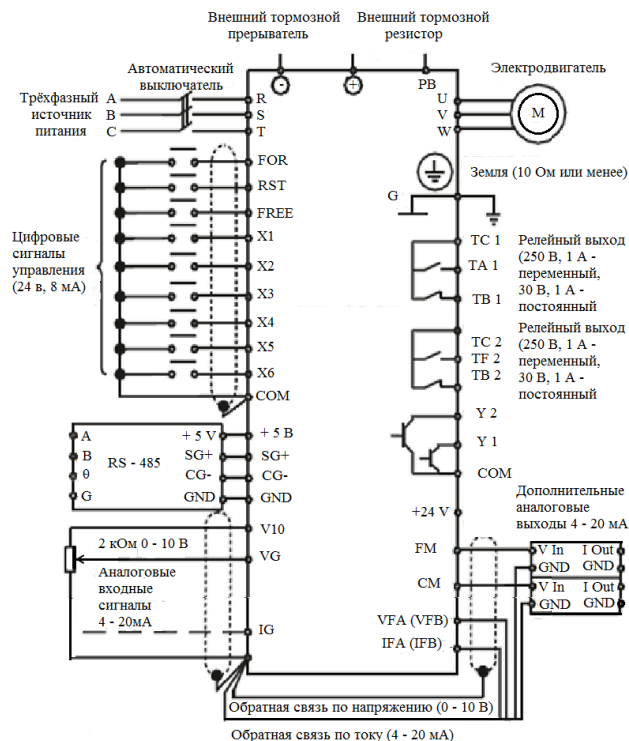 Внешний тормозной
прерыватель
Внешний тормозной
резистор
-
+
PB
Автоматический
выключатель
Электродвигатель
Трёхфазный
источник
питания
A
B
C
R
S
T
U
V
W
M
FOR
RST
FREE
X1
X2
X3
X4
X5
X6
COM
Цифровые
сигналы
управления
(24 в, 8 мА)
G
Земля (10 Ом или менее)
TC 1
TA 1
TB 1
Релейный выход
(250 В, 1 А -
переменный,
30 В, 1 А -
постоянный
TC 2
TF 2
TB 2
Релейный выход
(250 В, 1 А -
переменный,
30 В, 1 А -
постоянный
Y 2
Y 1
COM
+24 V
A
B
θ
G
RS - 485
+ 5 V
SG+
CG-
GND
+ 5 В
SG+
CG-
GND
V10
2 кОм 0 - 10 В
VG
Аналоговые
входные
сигналы
4 - 20мА
IG
Дополнительные
аналоговые
выходы 4 - 20 мА
FM
CM
V In I Out
GND GND
V In I Out
GND GND
VFA (VFB)
IFA (IFB)
Обратная связь по напряжению (0 - 10 В)
Обратная связь по току (4 - 20 мА)